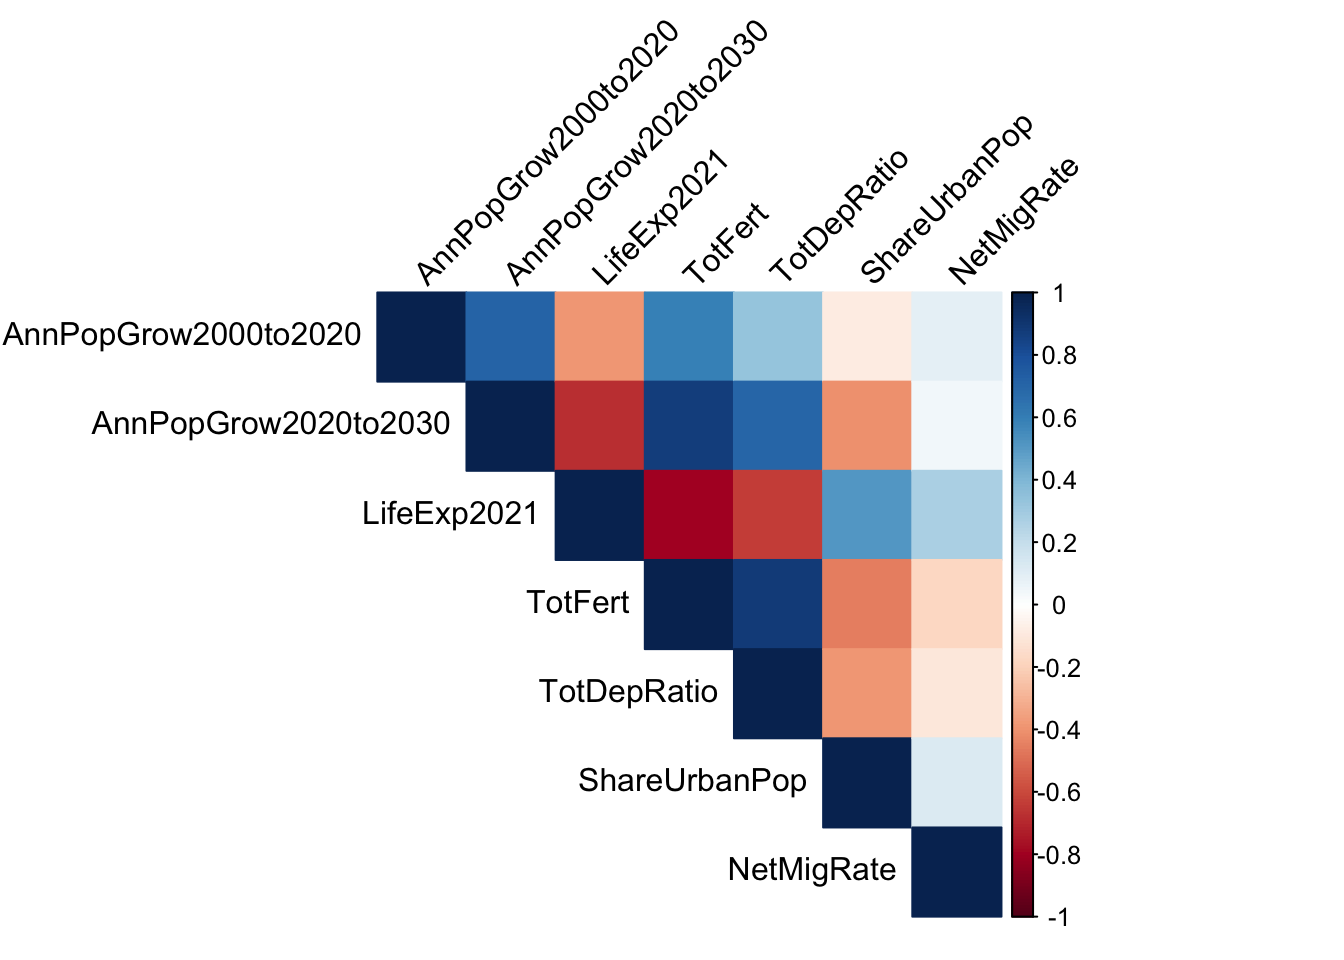 AnnPopGrow2000to2020
AnnPopGrow2020to2030
LifeExp2021
TotFert
TotDepRatio
ShareUrbanPop
NetMigRate
AnnPopGrow2000to2020
AnnPopGrow2020to2030
LifeExp2021
TotFert
TotDepRatio
ShareUrbanPop
NetMigRate
1
0.8
0.6
0.4
0.2
0
-0.2
-0.4
-0.6
-0.8
-1